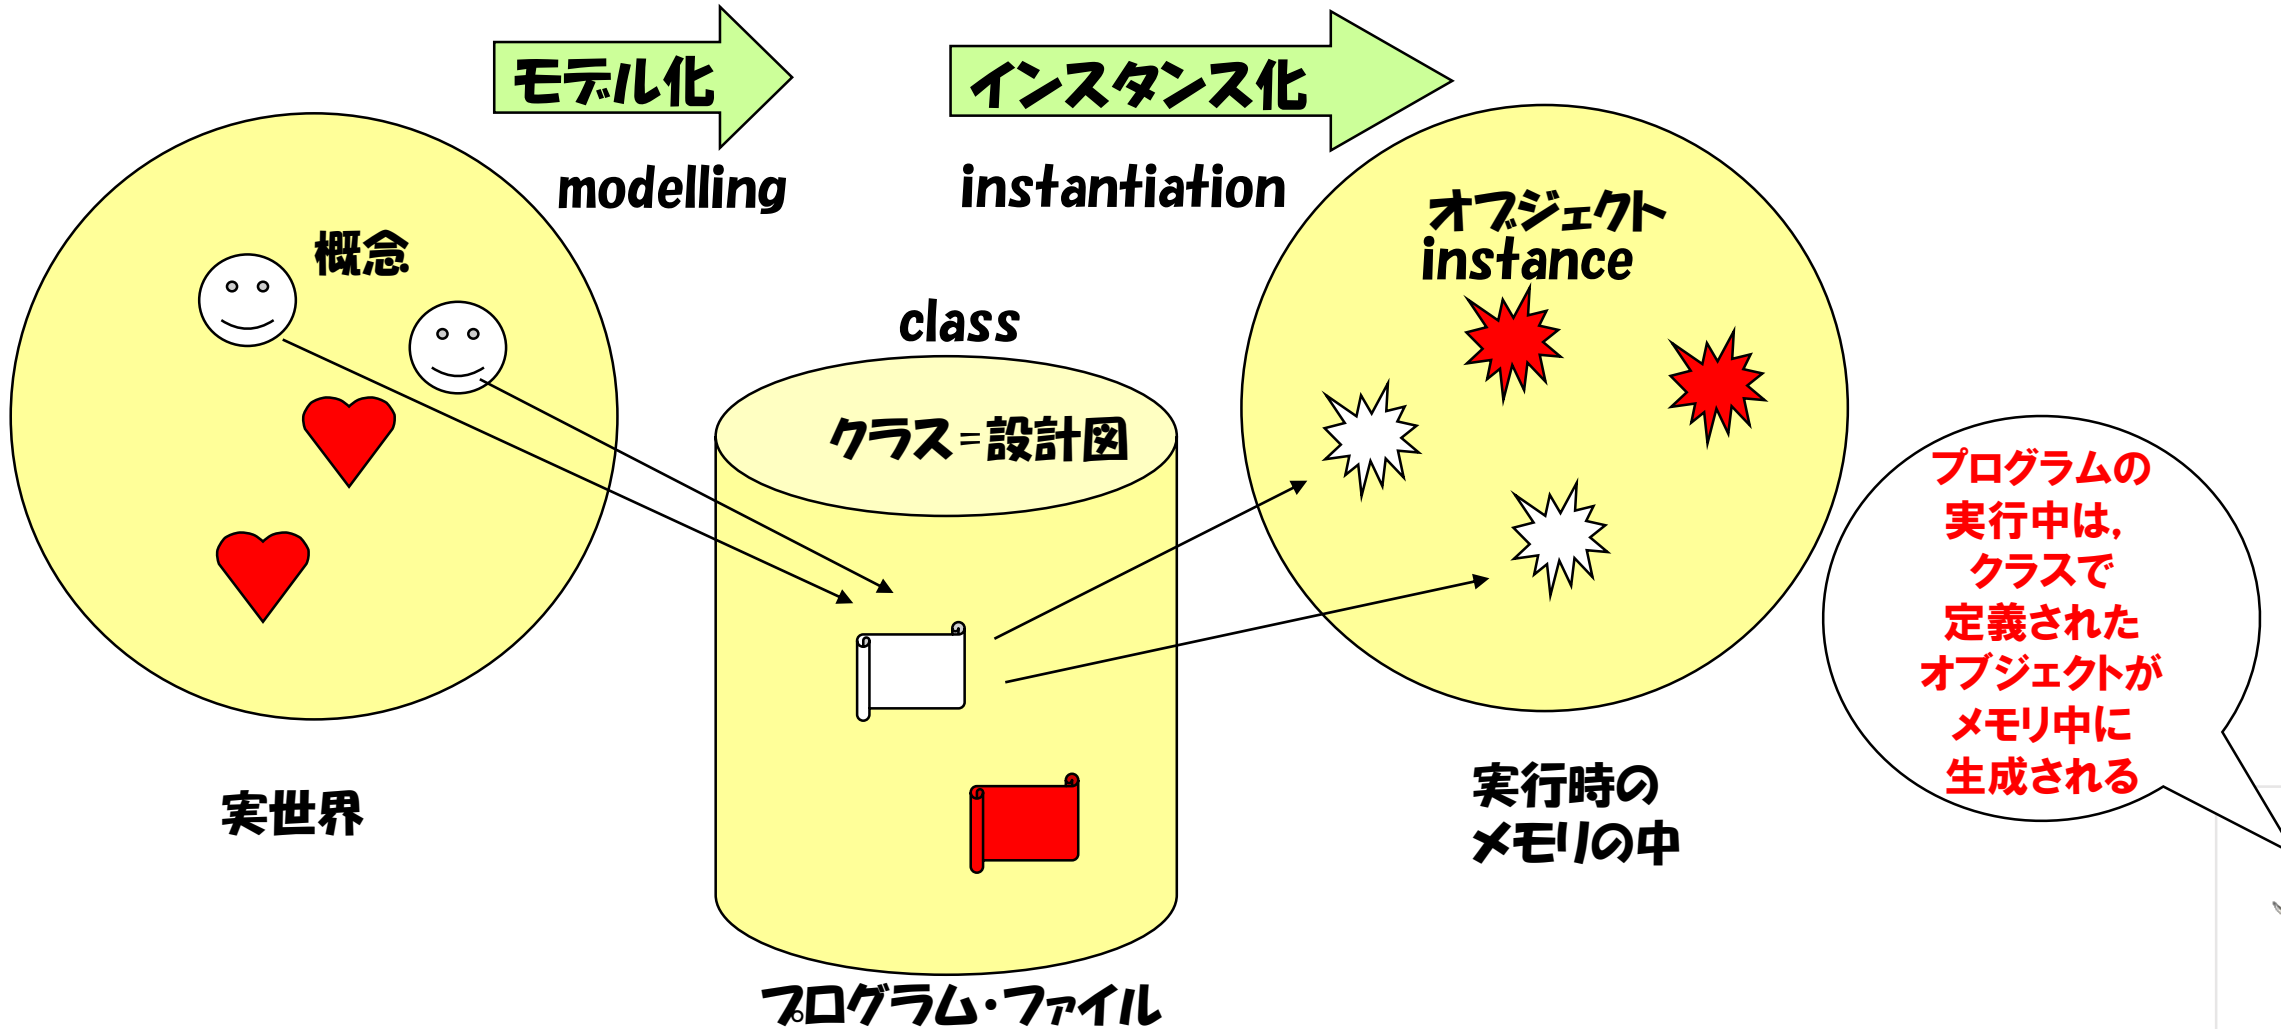 モデル化
インスタンス化
modelling
instantiation
概念
オブジェクト
instance
class
クラス=設計図
プログラムの
実行中は,
クラスで
定義された
オブジェクトが
メモリ中に
生成される
実世界
実行時の
メモリの中
プログラム・ファイル